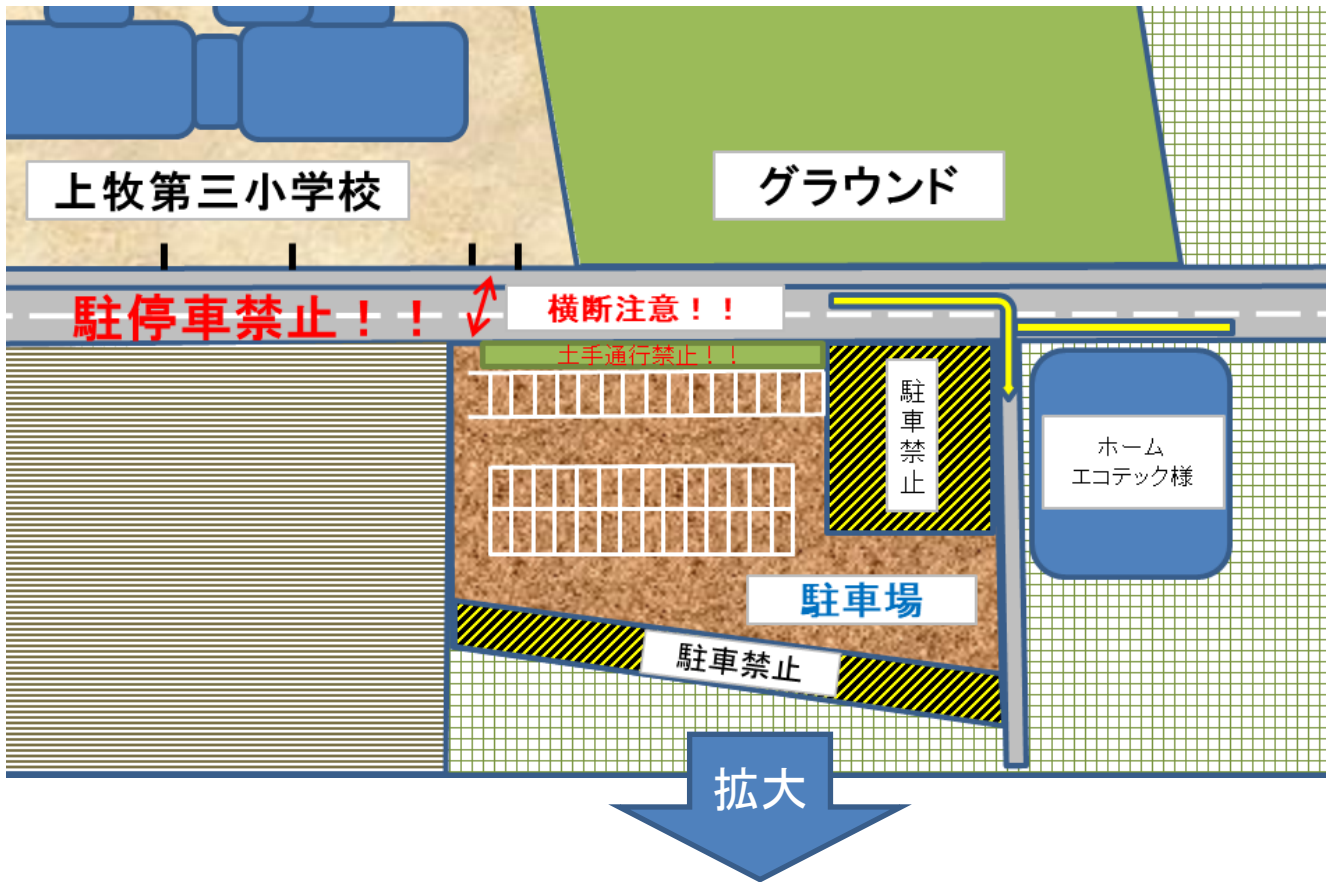 上牧第三小学校
グラウンド
駐停車禁止！！
横断注意！！
土手通行禁止！！
駐車禁止
ホーム
エコテック様
駐車場
駐車禁止
拡大